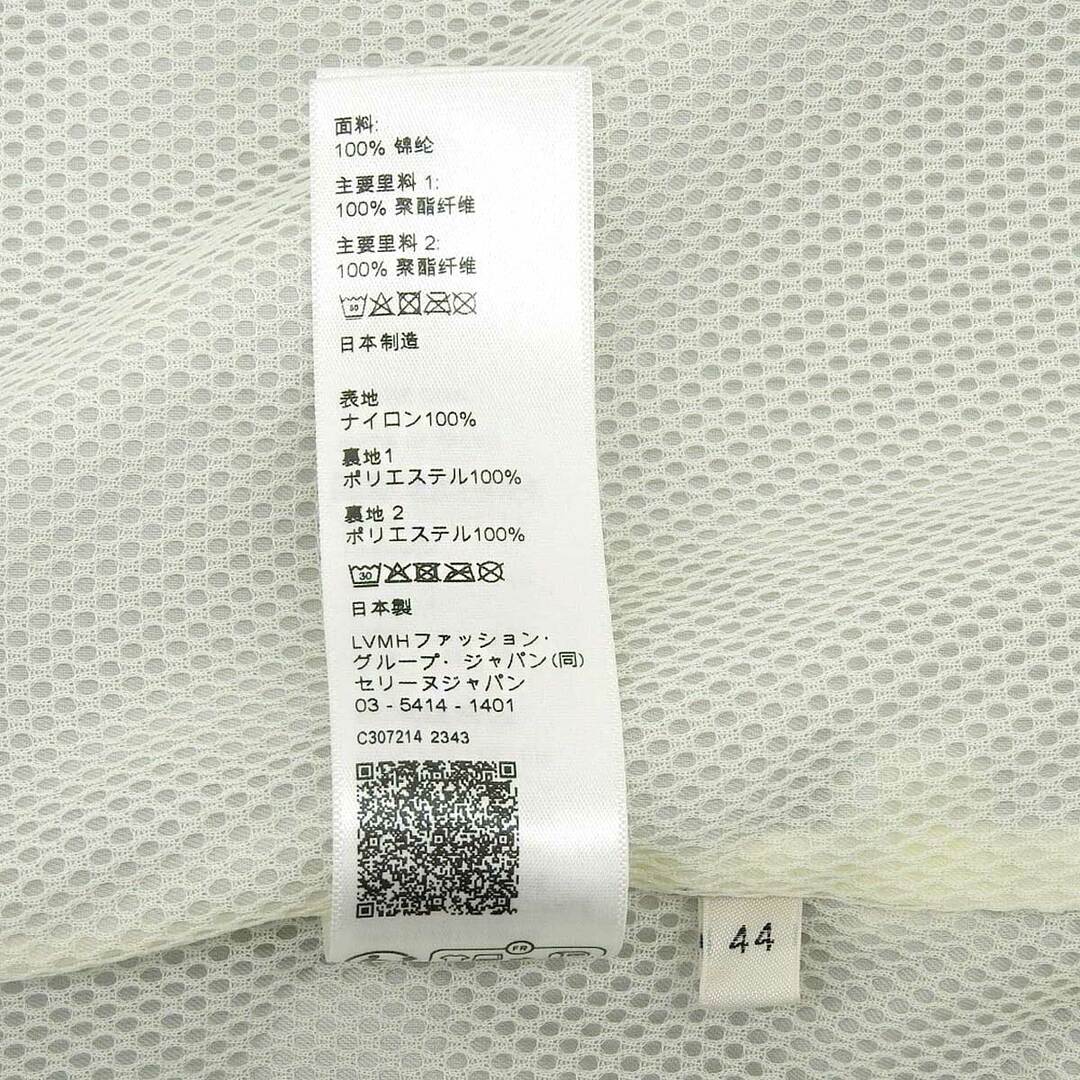 面料:
100% 锦纶
主要里料 1:
100% 聚酯纤维
主要里料 2:
100% 聚酯纤维
日本制造
表地
ナイロン100%
裏地1
ポリエステル100%
裏地 2
ポリエステル100%
30
日本製
LVMHファッション·
グループ· ジャパン(同)
セリーヌジャパン
03 - 5414 - 1401
C307214 2343
FR
44